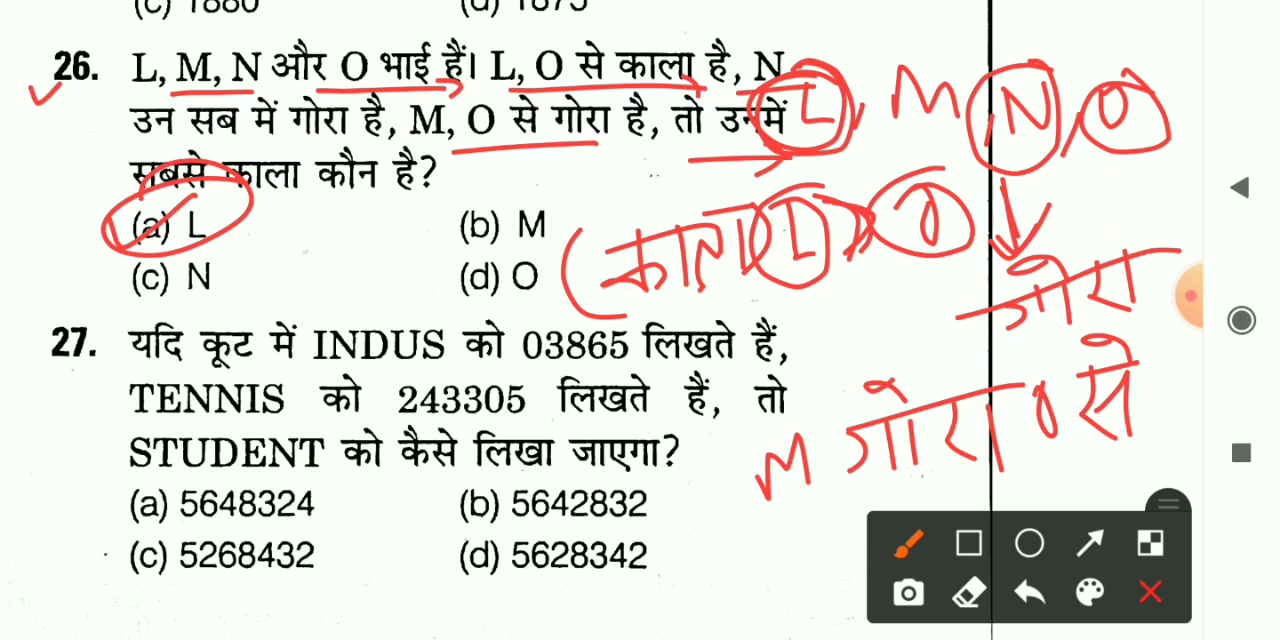 (c) 1880 (d) 1875
26. L, M, N और O भाई हैं। L, O से काला है, N
उन सब में गोरा है, M, O से गोरा है, तो उनमें
सबसे काला कौन है?
(a) L (b) M
(c) N (d) O
27. यदि कूट में INDUS को 03865 लिखते हैं,
TENNIS को 243305 लिखते हैं, तो
STUDENT को कैसे लिखा जाएगा?
(a) 5648324 (b) 5642832
(c) 5268432 (d) 5628342
L, M, N, O
(काला L > O
गोरा
M गोरा O से